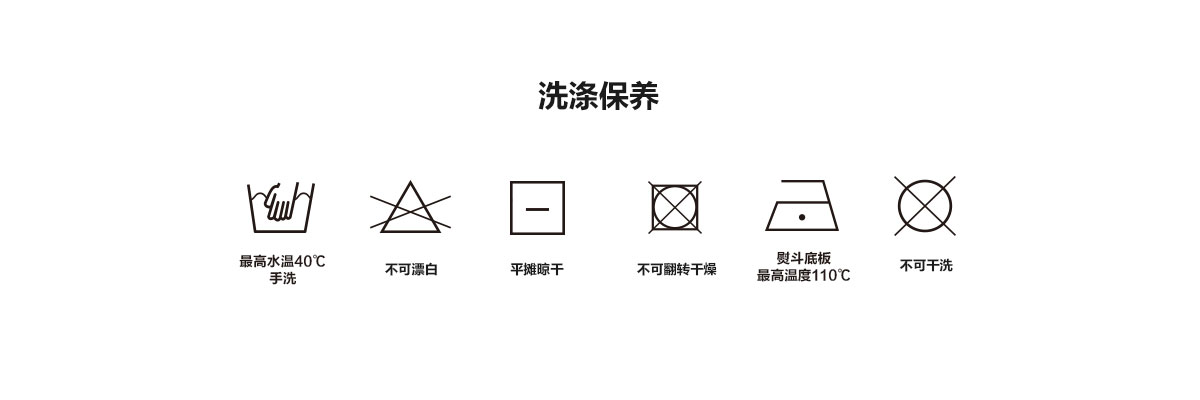 洗涤保养
最高水温40℃
手洗
不可漂白
平摊晾干
不可翻转干燥
熨斗底板
最高温度110℃
不可干洗